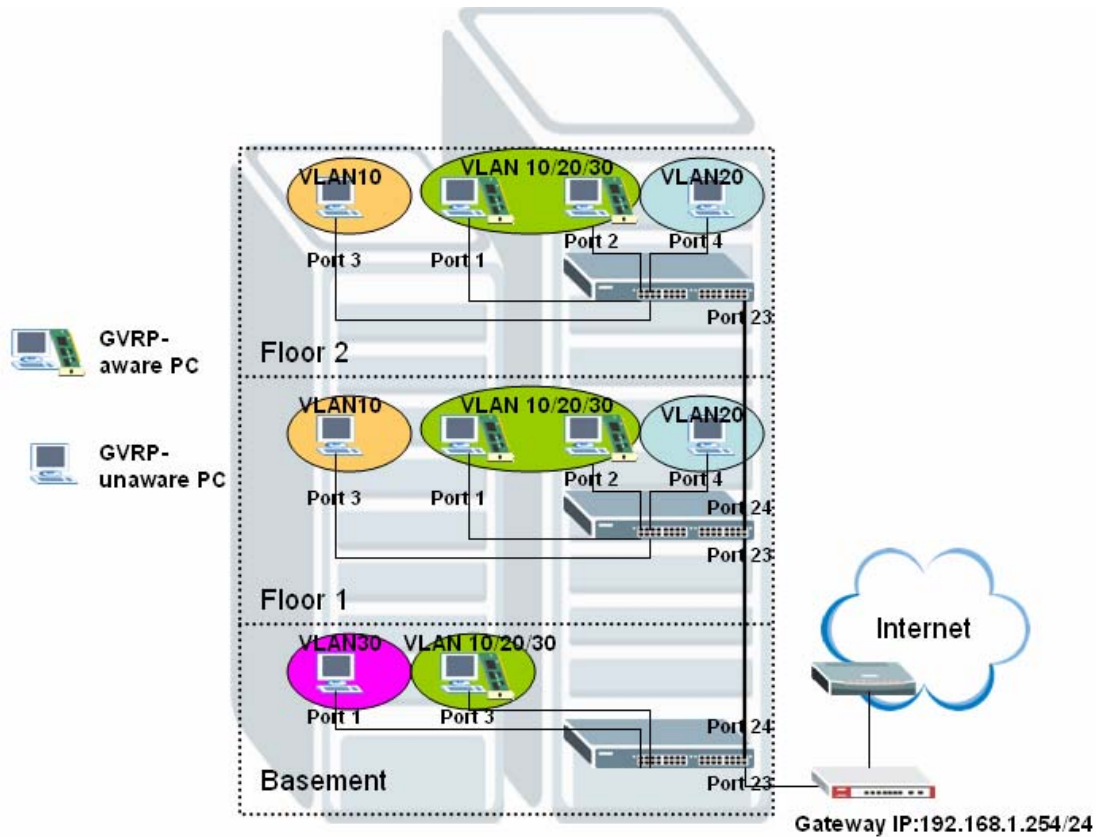 VLAN10
VLAN 10/20/30
VLAN20
Port 3
Port 1
Port 2
Port 4
Port 23
Floor 2
GVRP-
aware PC
VLAN10
VLAN 10/20/30
VLAN20
Port 3
Port 1
Port 2
Port 4
Port 24
Port 23
Floor 1
GVRP-
unaware PC
VLAN30
VLAN 10/20/30
Port 1
Port 3
Port 24
Port 23
Basement
Internet
Gateway IP:192.168.1.254/24